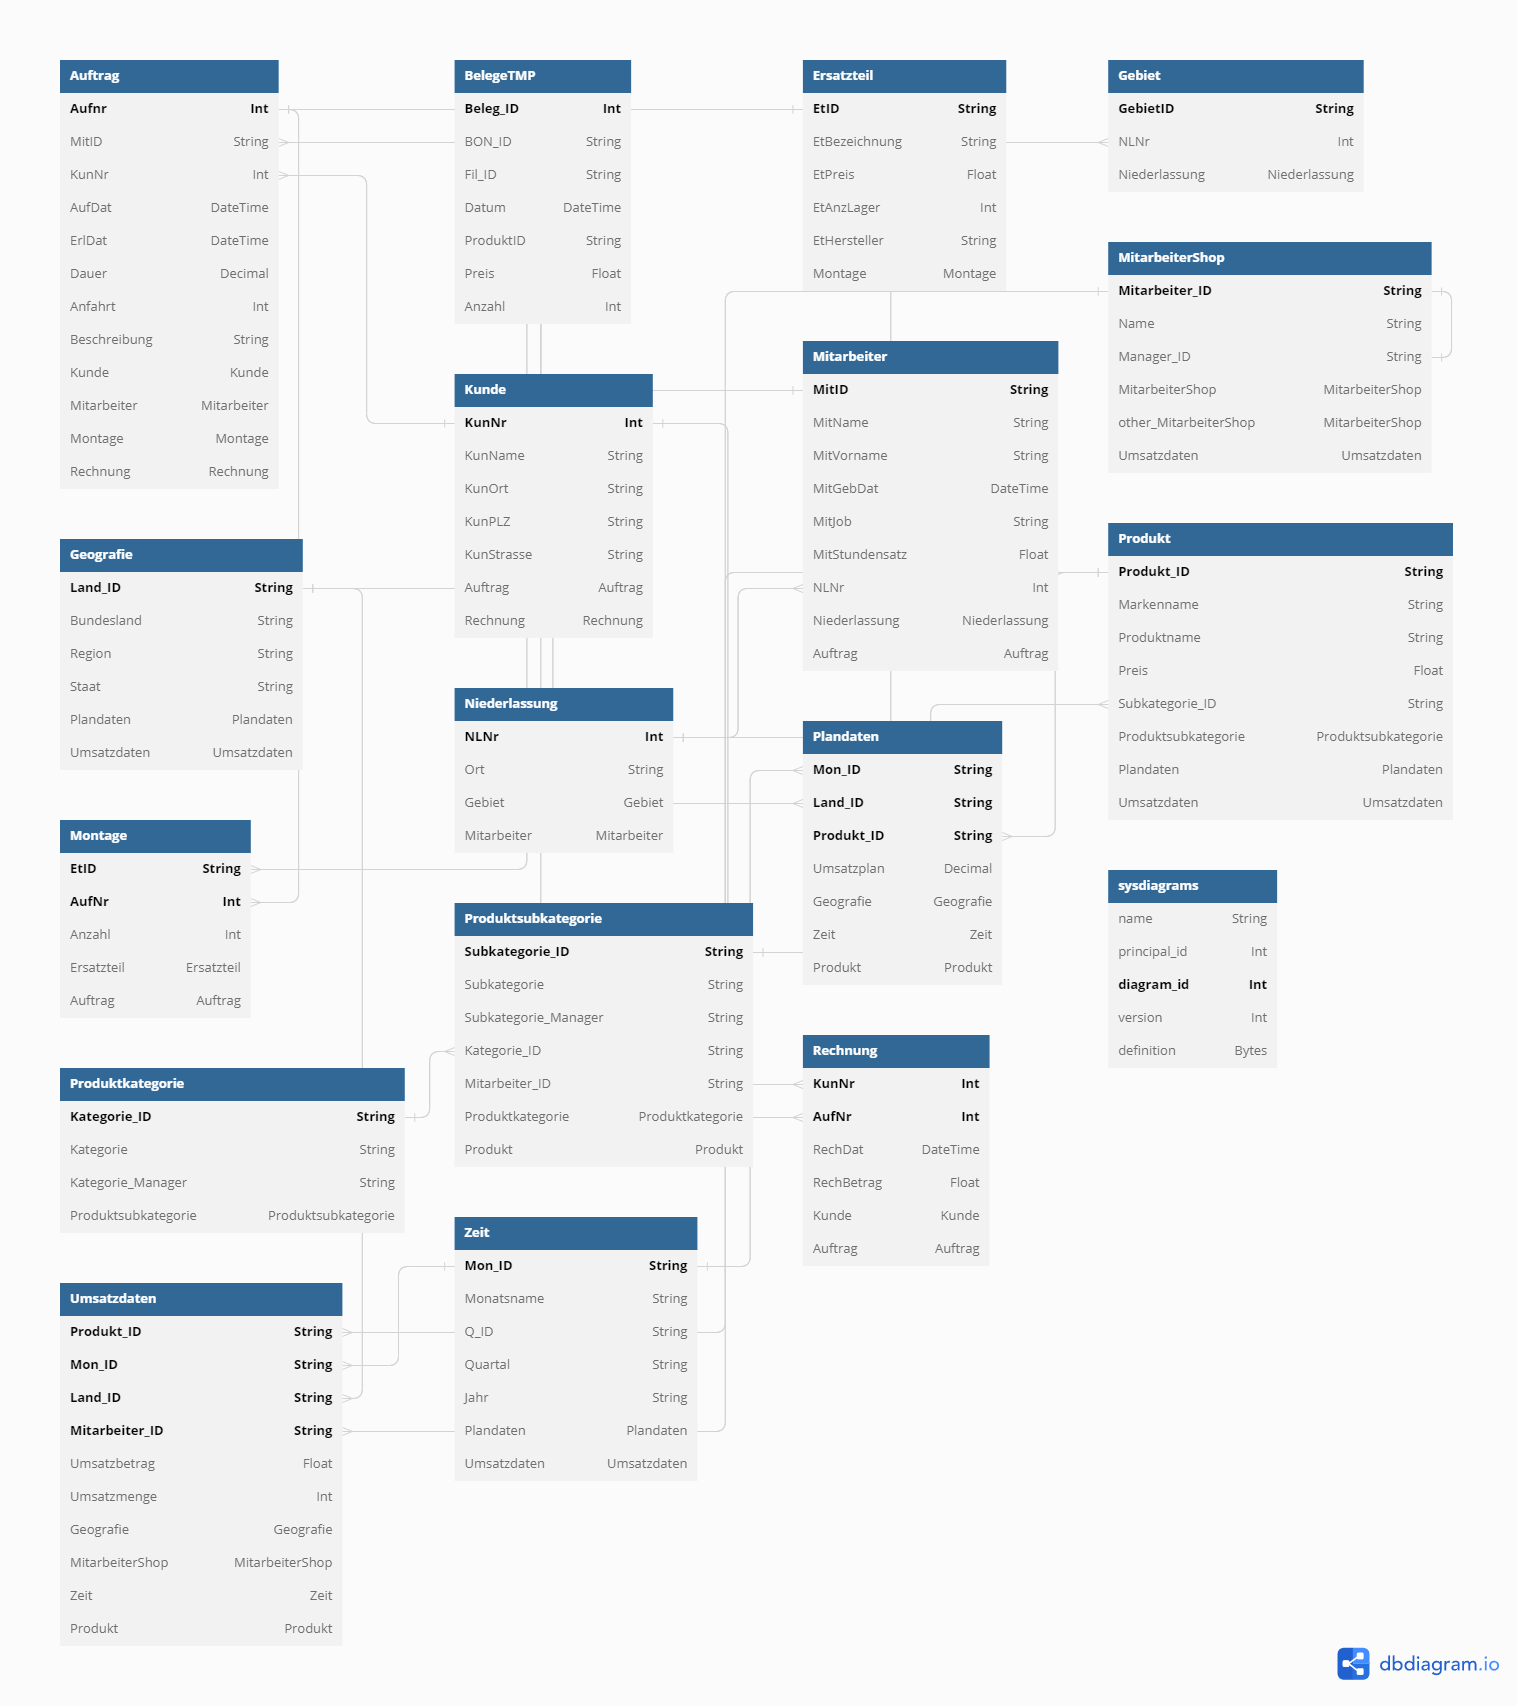 Auftrag
Aufnr Int
MitID String
KunNr Int
AufDat DateTime
ErlDat DateTime
Dauer Decimal
Anfahrt Int
Beschreibung String
Kunde Kunde
Mitarbeiter Mitarbeiter
Montage Montage
Rechnung Rechnung
Geografie
Land_ID String
Bundesland String
Region String
Staat String
Plandaten Plandaten
Umsatzdaten Umsatzdaten
Montage
EtID String
AufNr Int
Anzahl Int
Ersatzteil Ersatzteil
Auftrag Auftrag
Produktkategorie
Kategorie_ID String
Kategorie String
Kategorie_Manager String
Produktsubkategorie Produktsubkategorie
Umsatzdaten
Produkt_ID String
Mon_ID String
Land_ID String
Mitarbeiter_ID String
Umsatzbetrag Float
Umsatzmenge Int
Geografie Geografie
MitarbeiterShop MitarbeiterShop
Zeit Zeit
Produkt Produkt
BelegeTMP
Beleg_ID Int
BON_ID String
Fil_ID String
Datum DateTime
ProduktID String
Preis Float
Anzahl Int
Kunde
KunNr Int
KunName String
KunOrt String
KunPLZ String
KunStrasse String
Auftrag Auftrag
Rechnung Rechnung
Niederlassung
NLNr Int
Ort String
Gebiet Gebiet
Mitarbeiter Mitarbeiter
Produktsubkategorie
Subkategorie_ID String
Subkategorie String
Subkategorie_Manager String
Kategorie_ID String
Mitarbeiter_ID String
Produktkategorie Produktkategorie
Produkt Produkt
Zeit
Mon_ID String
Monatsname String
Q_ID String
Quartal String
Jahr String
Plandaten Plandaten
Umsatzdaten Umsatzdaten
Ersatzteil
EtID String
EtBezeichnung String
EtPreis Float
EtAnzLager Int
EtHersteller String
Montage Montage
Mitarbeiter
MitID String
MitName String
MitVorname String
MitGebDat DateTime
MitJob String
MitStundensatz Float
NLNr Int
Niederlassung Niederlassung
Auftrag Auftrag
Plandaten
Mon_ID String
Land_ID String
Produkt_ID String
Umsatzplan Decimal
Geografie Geografie
Zeit Zeit
Produkt Produkt
Rechnung
KunNr Int
AufNr Int
RechDat DateTime
RechBetrag Float
Kunde Kunde
Auftrag Auftrag
Gebiet
GebietID String
NLNr Int
Niederlassung Niederlassung
MitarbeiterShop
Mitarbeiter_ID String
Name String
Manager_ID String
MitarbeiterShop MitarbeiterShop
other_MitarbeiterShop MitarbeiterShop
Umsatzdaten Umsatzdaten
Produkt
Produkt_ID String
Markenname String
Produktname String
Preis Float
Subkategorie_ID String
Produktsubkategorie Produktsubkategorie
Plandaten Plandaten
Umsatzdaten Umsatzdaten
sysdiagrams
name String
principal_id Int
diagram_id Int
version Int
definition Bytes
dbdiagram.io